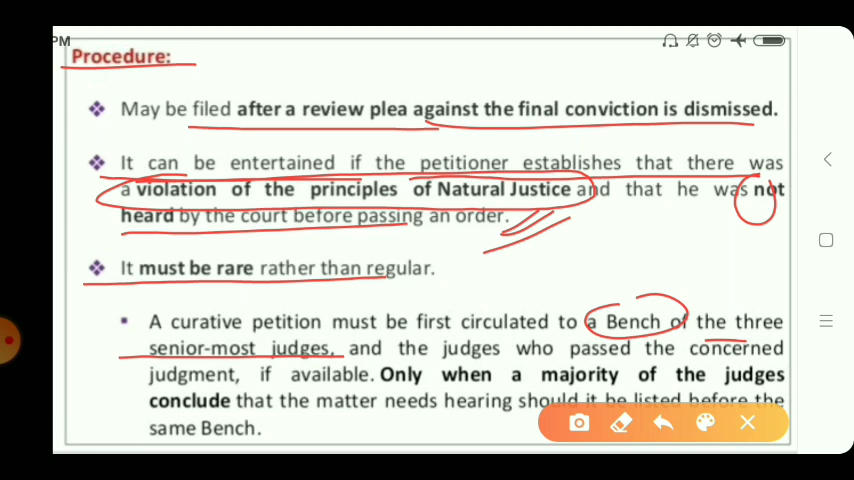 PM
Procedure:
❖ May be filed after a review plea against the final conviction is dismissed.
❖ It can be entertained if the petitioner establishes that there was
a violation of the principles of Natural Justice and that he was not
heard by the court before passing an order.
❖ It must be rare rather than regular.
▪ A curative petition must be first circulated to a Bench of the three
senior-most judges, and the judges who passed the concerned
judgment, if available. Only when a majority of the judges
conclude that the matter needs hearing should it be listed before the
same Bench.